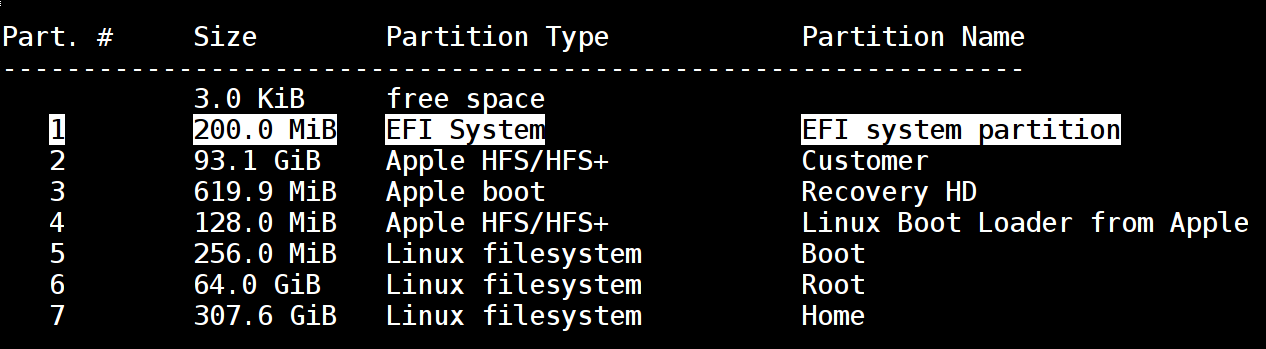 Part. # Size Partition Type Partition Name
----------------------------------------------------------------
3.0 KiB free space
1 200.0 MiB EFI System EFI system partition
2 93.1 GiB Apple HFS/HFS+ Customer
3 619.9 MiB Apple boot Recovery HD
4 128.0 MiB Apple HFS/HFS+ Linux Boot Loader from Apple
5 256.0 MiB Linux filesystem Boot
6 64.0 GiB Linux filesystem Root
7 307.6 GiB Linux filesystem Home